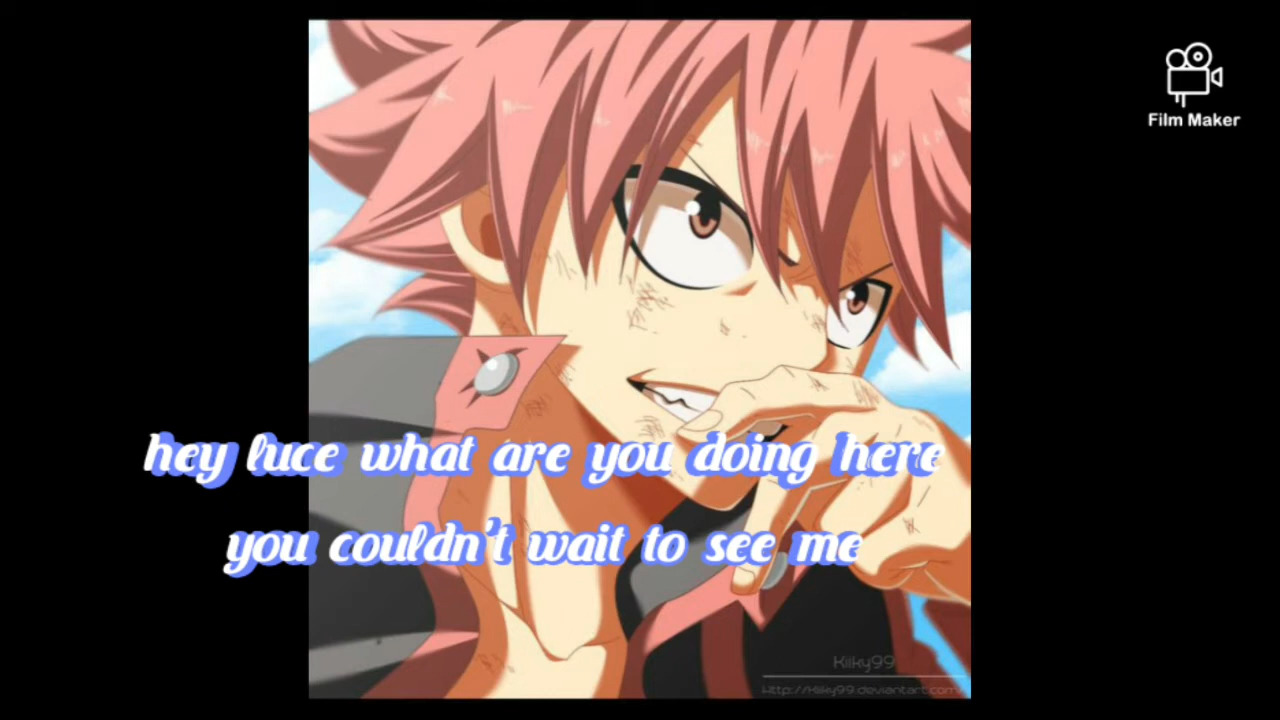 Film Maker
hey luce what are you doing here
you couldn't wait to see me
Kiiky99
Http://Kiiky99.deviantart.com/